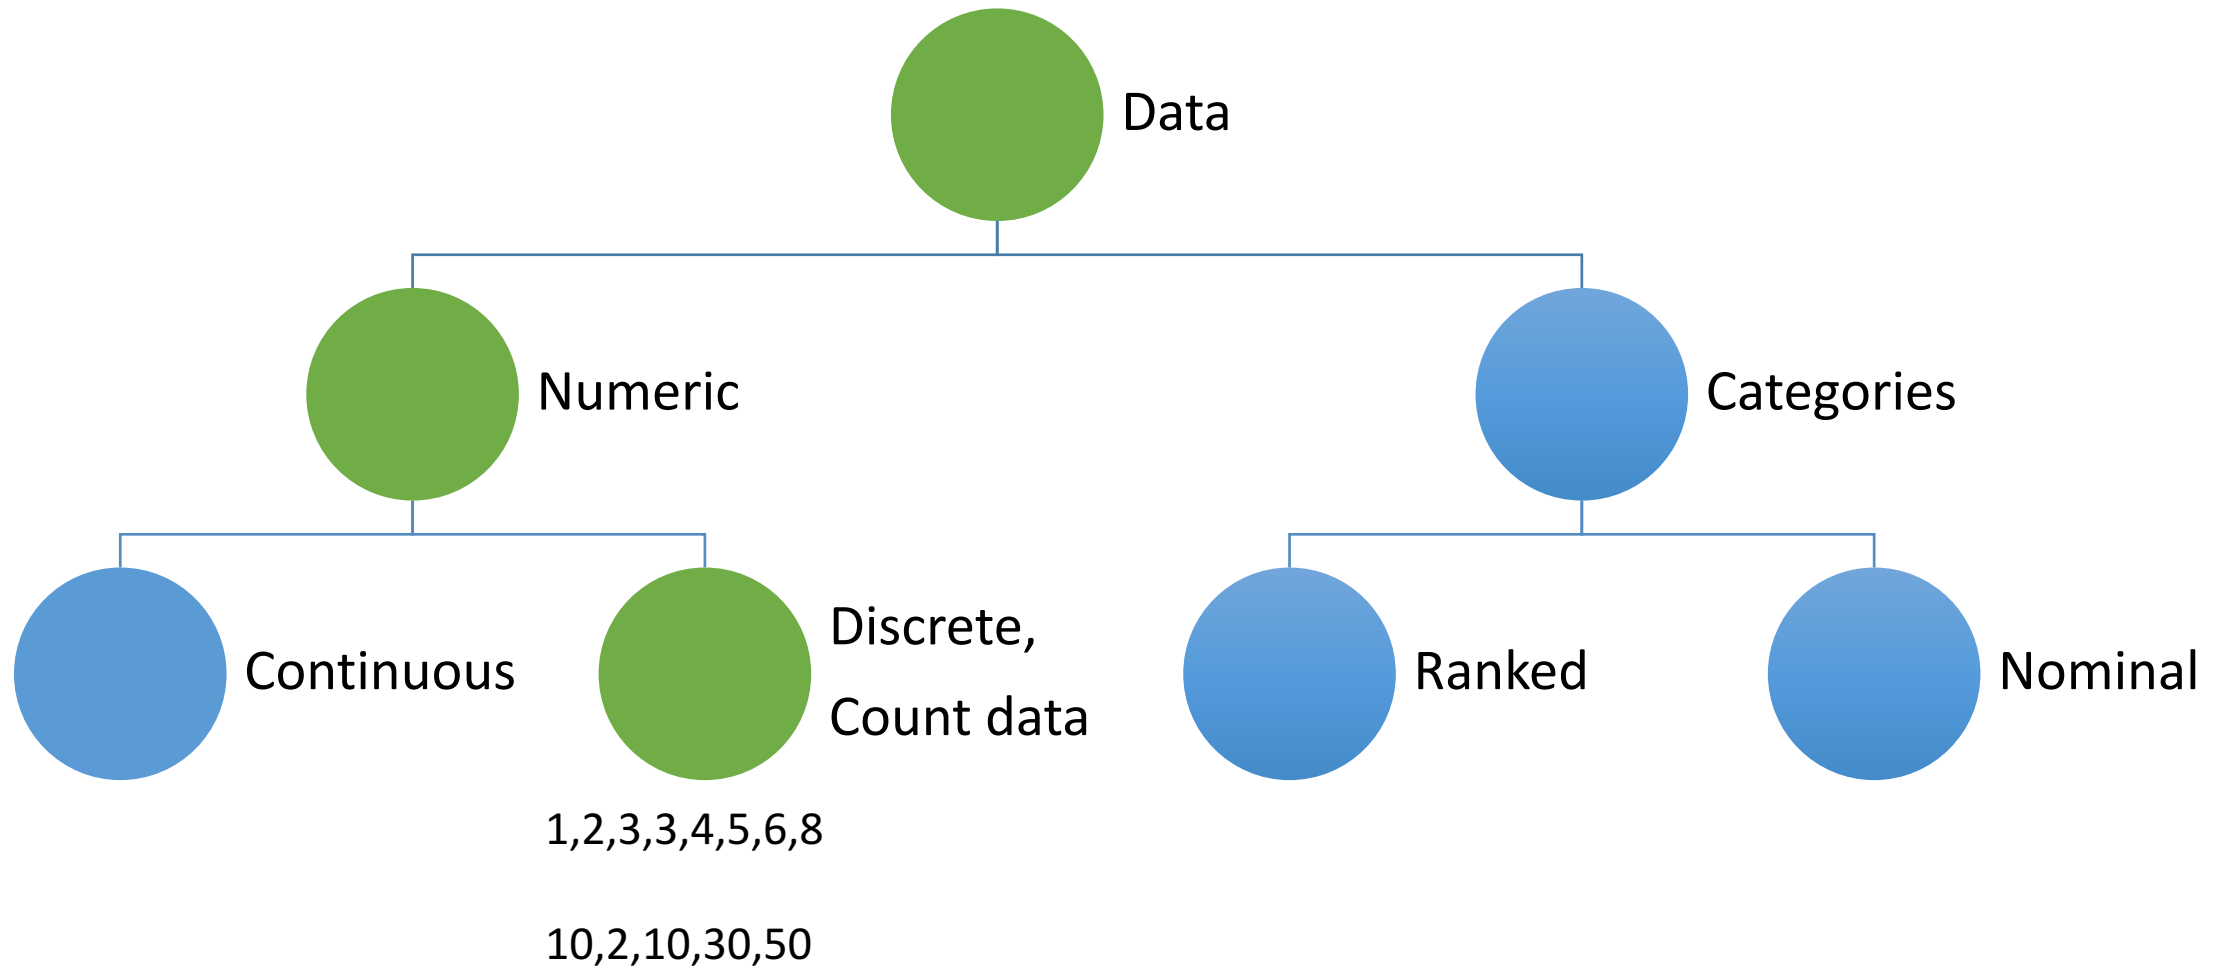 Data
Numeric
Categories
Continuous
Discrete,
Count data
Ranked
Nominal
1,2,3,3,4,5,6,8
10,2,10,30,50